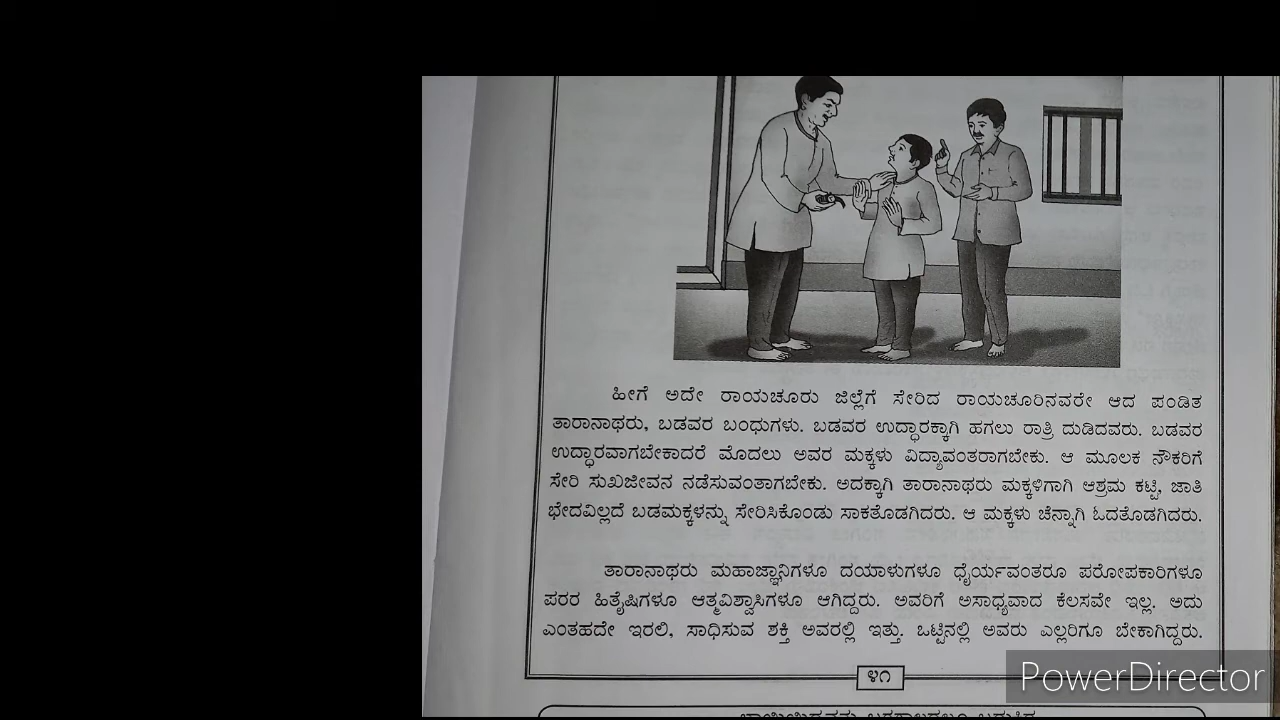 ಹೀಗೆ ಅದೇ ರಾಯಚೂರು ಜಿಲ್ಲೆಗೆ ಸೇರಿದ ರಾಯಚೂರಿನವರೇ ಆದ ಪಂಡಿತ
ತಾರಾನಾಥರು, ಬಡವರ ಬಂಧುಗಳು. ಬಡವರ ಉದ್ಧಾರಕ್ಕಾಗಿ ಹಗಲು ರಾತ್ರಿ ದುಡಿದವರು. ಬಡವರ
ಉದ್ಧಾರವಾಗಬೇಕಾದರೆ ಮೊದಲು ಅವರ ಮಕ್ಕಳು ವಿದ್ಯಾವಂತರಾಗಬೇಕು. ಆ ಮೂಲಕ ನೌಕರಿಗೆ
ಸೇರಿ ಸುಖಜೀವನ ನಡೆಸುವಂತಾಗಬೇಕು. ಅದಕ್ಕಾಗಿ ತಾರಾನಾಥರು ಮಕ್ಕಳಿಗಾಗಿ ಆಶ್ರಮ ಕಟ್ಟಿ, ಜಾತಿ
ಭೇದವಿಲ್ಲದೆ ಬಡಮಕ್ಕಳನ್ನು ಸೇರಿಸಿಕೊಂಡು ಸಾಕತೊಡಗಿದರು. ಆ ಮಕ್ಕಳು ಚೆನ್ನಾಗಿ ಓದತೊಡಗಿದರು.
ತಾರಾನಾಥರು ಮಹಾಜ್ಞಾನಿಗಳೂ ದಯಾಳುಗಳೂ ಧೈರ್ಯವಂತರೂ ಪರೋಪಕಾರಿಗಳೂ
ಪರರ ಹಿತೈಷಿಗಳೂ ಆತ್ಮವಿಶ್ವಾಸಿಗಳೂ ಆಗಿದ್ದರು. ಅವರಿಗೆ ಅಸಾಧ್ಯವಾದ ಕೆಲಸವೇ ಇಲ್ಲ. ಅದು
ಎಂತಹದೇ ಇರಲಿ, ಸಾಧಿಸುವ ಶಕ್ತಿ ಅವರಲ್ಲಿ ಇತ್ತು. ಒಟ್ಟಿನಲ್ಲಿ ಅವರು ಎಲ್ಲರಿಗೂ ಬೇಕಾಗಿದ್ದರು.
೪೧
PowerDirector